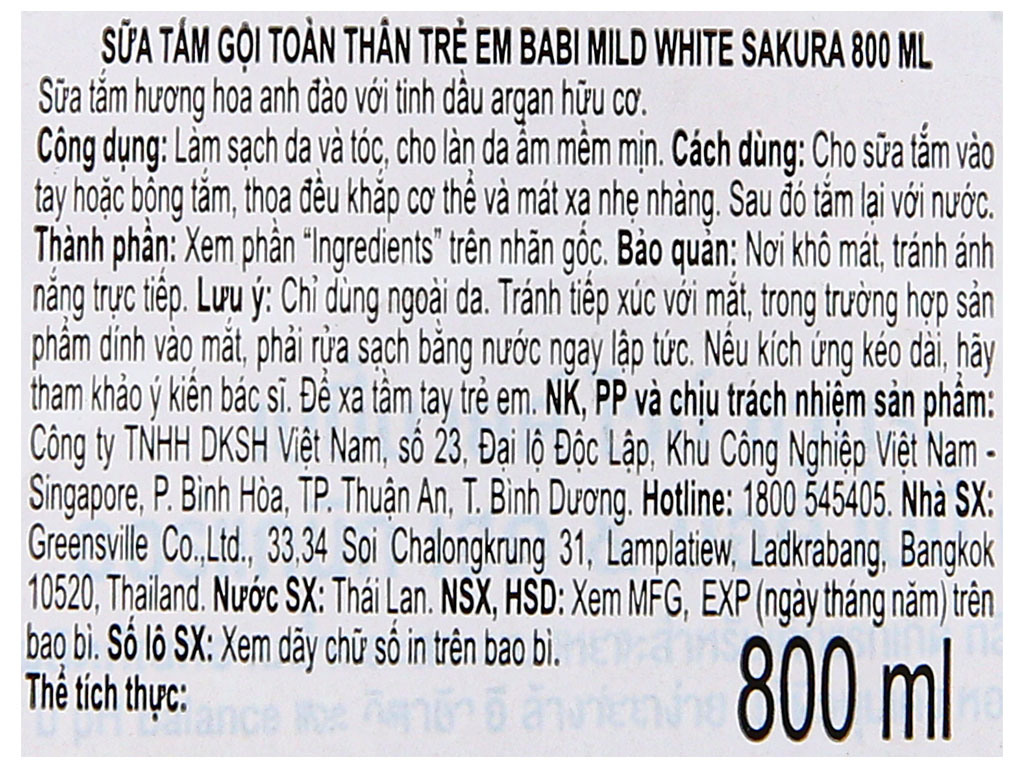 SỮA TẮM GỘI TOÀN THÂN TRẺ EM BABI MILD WHITE SAKURA 800 ML
Sữa tắm hương hoa anh đào với tinh dầu argan hữu cơ.
Công dụng: Làm sạch da và tóc, cho làn da ẩm mềm mịn. Cách dùng: Cho sữa tắm vào
tay hoặc bông tắm, thoa đều khắp cơ thể và mát xa nhẹ nhàng. Sau đó tắm lại với nước.
Thành phần: Xem phần “Ingredients” trên nhãn gốc. Bảo quản: Nơi khô mát, tránh ánh
nắng trực tiếp. Lưu ý: Chỉ dùng ngoài da. Tránh tiếp xúc với mắt, trong trường hợp sản
phẩm dính vào mắt, phải rửa sạch bằng nước ngay lập tức. Nếu kích ứng kéo dài, hãy
tham khảo ý kiến bác sĩ. Để xa tầm tay trẻ em. NK, PP và chịu trách nhiệm sản phẩm:
Công ty TNHH DKSH Việt Nam, số 23, Đại lộ Độc Lập, Khu Công Nghiệp Việt Nam -
Singapore, P. Bình Hòa, TP. Thuận An, T. Bình Dương. Hotline: 1800 545405. Nhà SX:
Greensville Co.,Ltd., 33,34 Soi Chalongkrung 31, Lamplatiew, Ladkrabang, Bangkok
10520, Thailand. Nước SX: Thái Lan. NSX, HSD: Xem MFG, EXP (ngày tháng năm) trên
bao bì. Số lô SX: Xem dãy chữ số in trên bao bì.
Thể tích thực: 800 ml